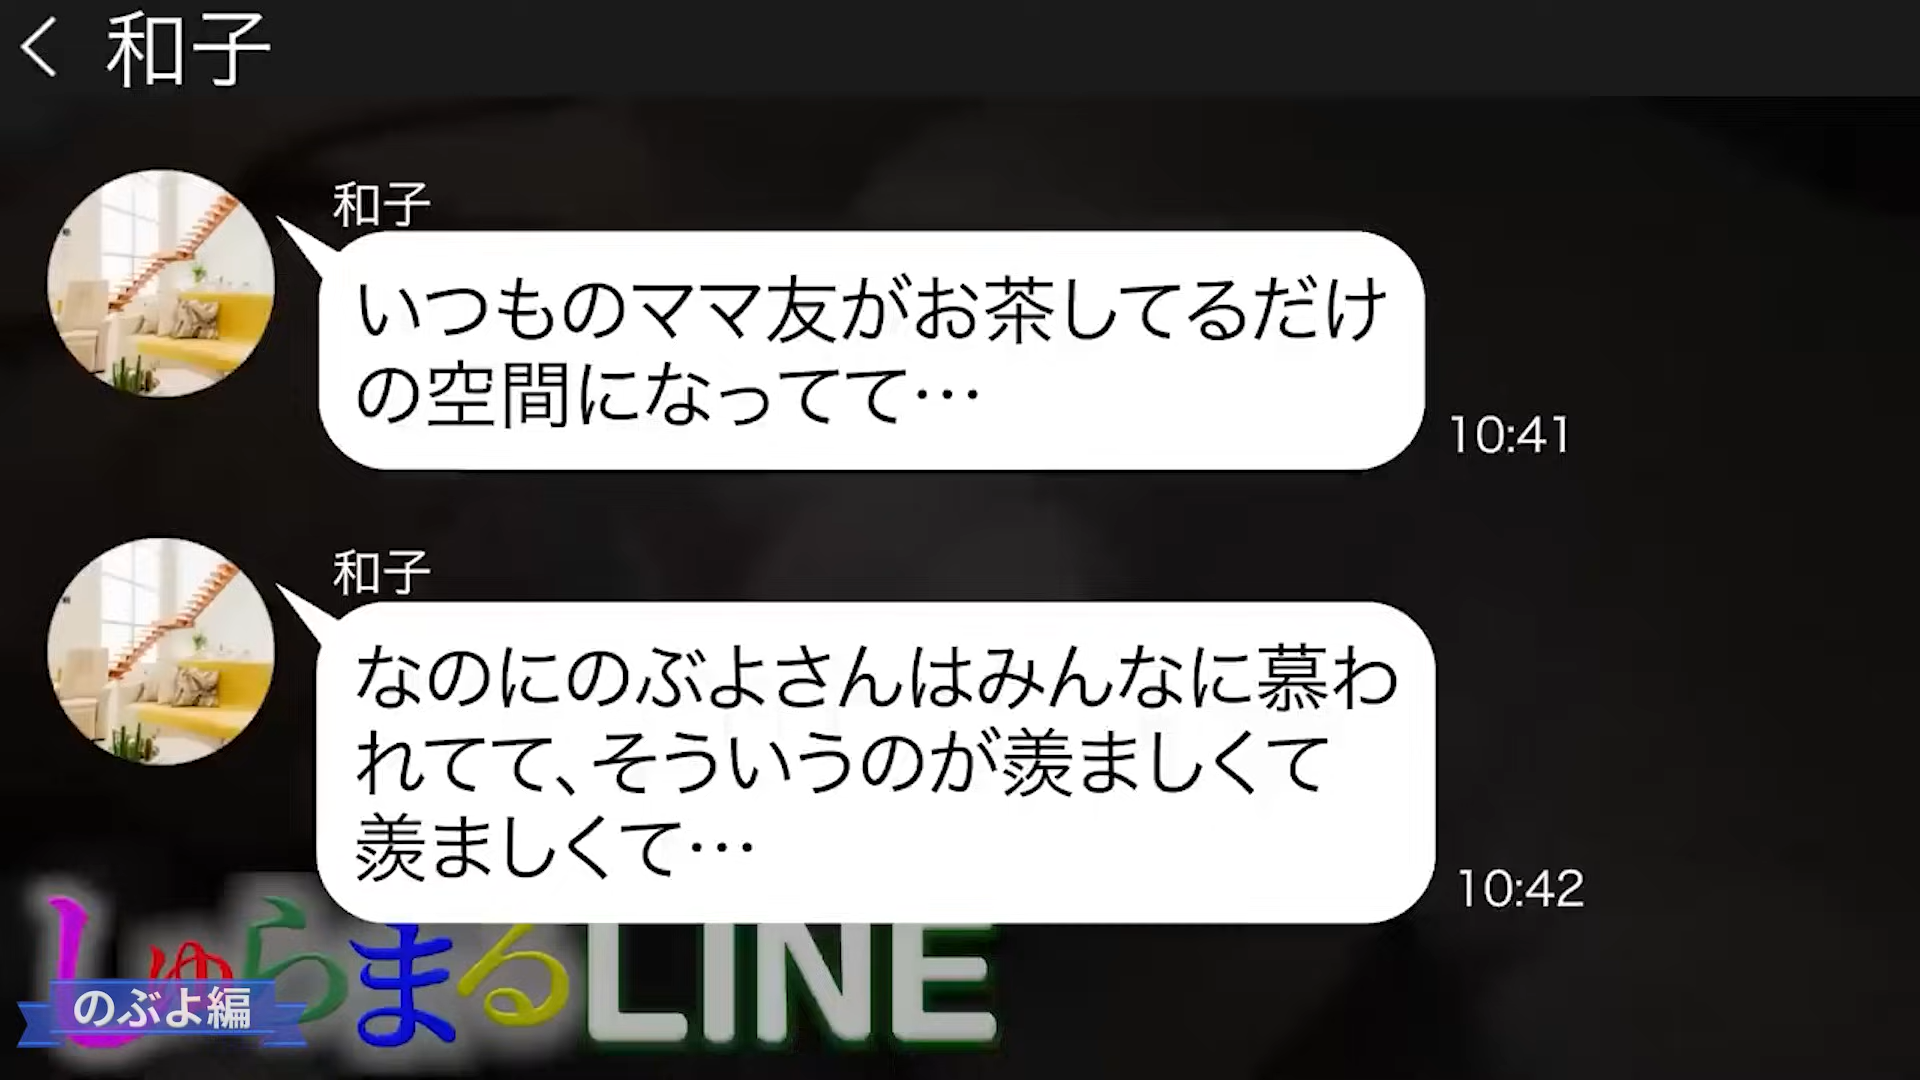 和子
和子
いつものママ友がお茶してるだけ
の空間になってて…
10:41
和子
なのにのぶよさんはみんなに慕わ
れてて、そういうのが羨ましくて
羨ましくて…
10:42
しゅらまるLINE
のぶよ編